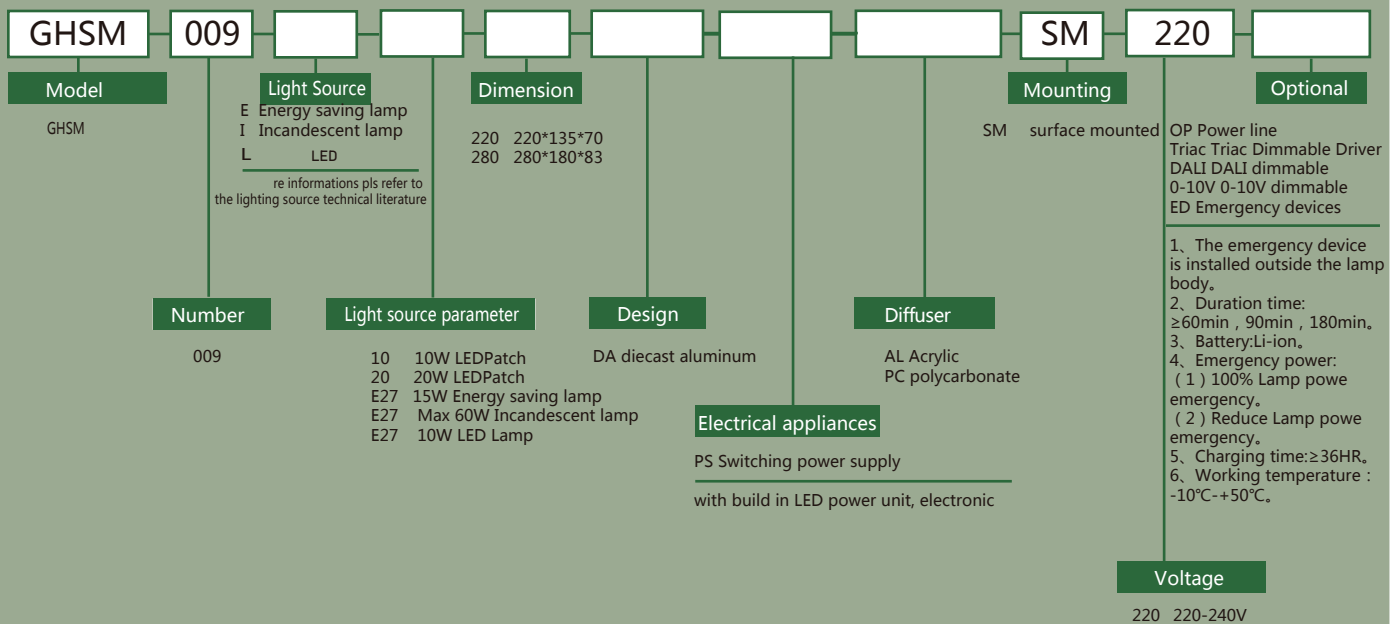 GHSM 009 SM 220
Model
GHSM
Light Source
E Energy saving lamp
I Incandescent lamp
L LED
re informations pls refer to
the lighting source technical literature
Dimension
220 220*135*70
280 280*180*83
Mounting
SM surface mounted
Optional
OP Power line
Triac Triac Dimmable Driver
DALI DALI dimmable
0-10V 0-10V dimmable
ED Emergency devices
1、The emergency device
is installed outside the lamp
body。
2、Duration time:
≥60min , 90min , 180min。
3、Battery:Li-ion。
4、Emergency power:
( 1 ) 100% Lamp powe
emergency。
( 2 ) Reduce Lamp powe
emergency。
5、Charging time:≥36HR。
6、Working temperature :
-10℃-+50℃。
Number
009
Light source parameter
10 10W LEDPatch
20 20W LEDPatch
E27 15W Energy saving lamp
E27 Max 60W Incandescent lamp
E27 10W LED Lamp
Design
DA diecast aluminum
Diffuser
AL Acrylic
PC polycarbonate
Electrical appliances
PS Switching power supply
with build in LED power unit, electronic
Voltage
220 220-240V